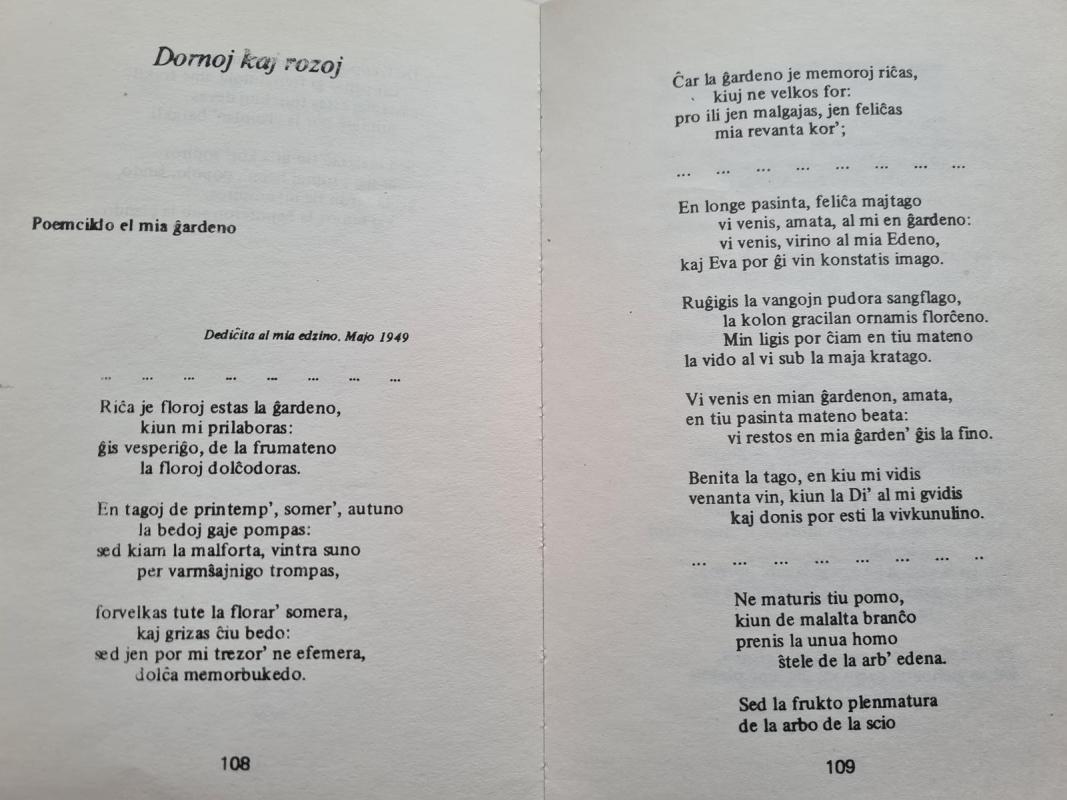 Dornoj kaj rozoj
Poemciklo el mia ĝardeno
Dediĉita al mia edzino. Majo 1949
... ... ... ... ... ... ... ...
Riĉa je floroj estas la ĝardeno,
kiun mi prilaboras:
ĝis vesperiĝo, de la frumateno
la floroj dolĉodoras.
En tagoj de printemp', somer', autuno
la bedoj gaje pompas:
sed kiam la malforta, vintra suno
per varmŝajnigo trompas,
forvelkas tute la florar' somera,
kaj grizas ĉiu bedo:
sed jen por mi trezor' ne efemera,
dolĉa memorbukedo.
108
Ĉar la ĝardeno je memoroj riĉas,
kiuj ne velkos for:
pro ili jen malgajas, jen feliĉas
mia revanta kor';
... ... ... ... ... ... ... ...
En longe pasinta, feliĉa majtago
vi venis, amata, al mi en ĝardeno:
vi venis, virino al mia Edeno,
kaj Eva por ĝi vin konstatis imago.
Ruĝigis la vangojn pudora sangflago,
la kolon gracilan ornamis florĉeno.
Min ligis por ĉiam en tiu mateno
la vido al vi sub la maja kratago.
Vi venis en mian ĝardenon, amata,
en tiu pasinta mateno beata:
vi restos en mia ĝarden' ĝis la fino.
Benita la tago, en kiu mi vidis
venanta vin, kiun la Di' al mi gvidis
kaj donis por esti la vivkunulino.
... ... ... ... ... ... ... ..
Ne maturis tiu pomo,
kiun de malalta branĉo
prenis la unua homo
ŝtele de la arb' edena.
Sed la frukto plenmatura
de la arbo de la scio
109